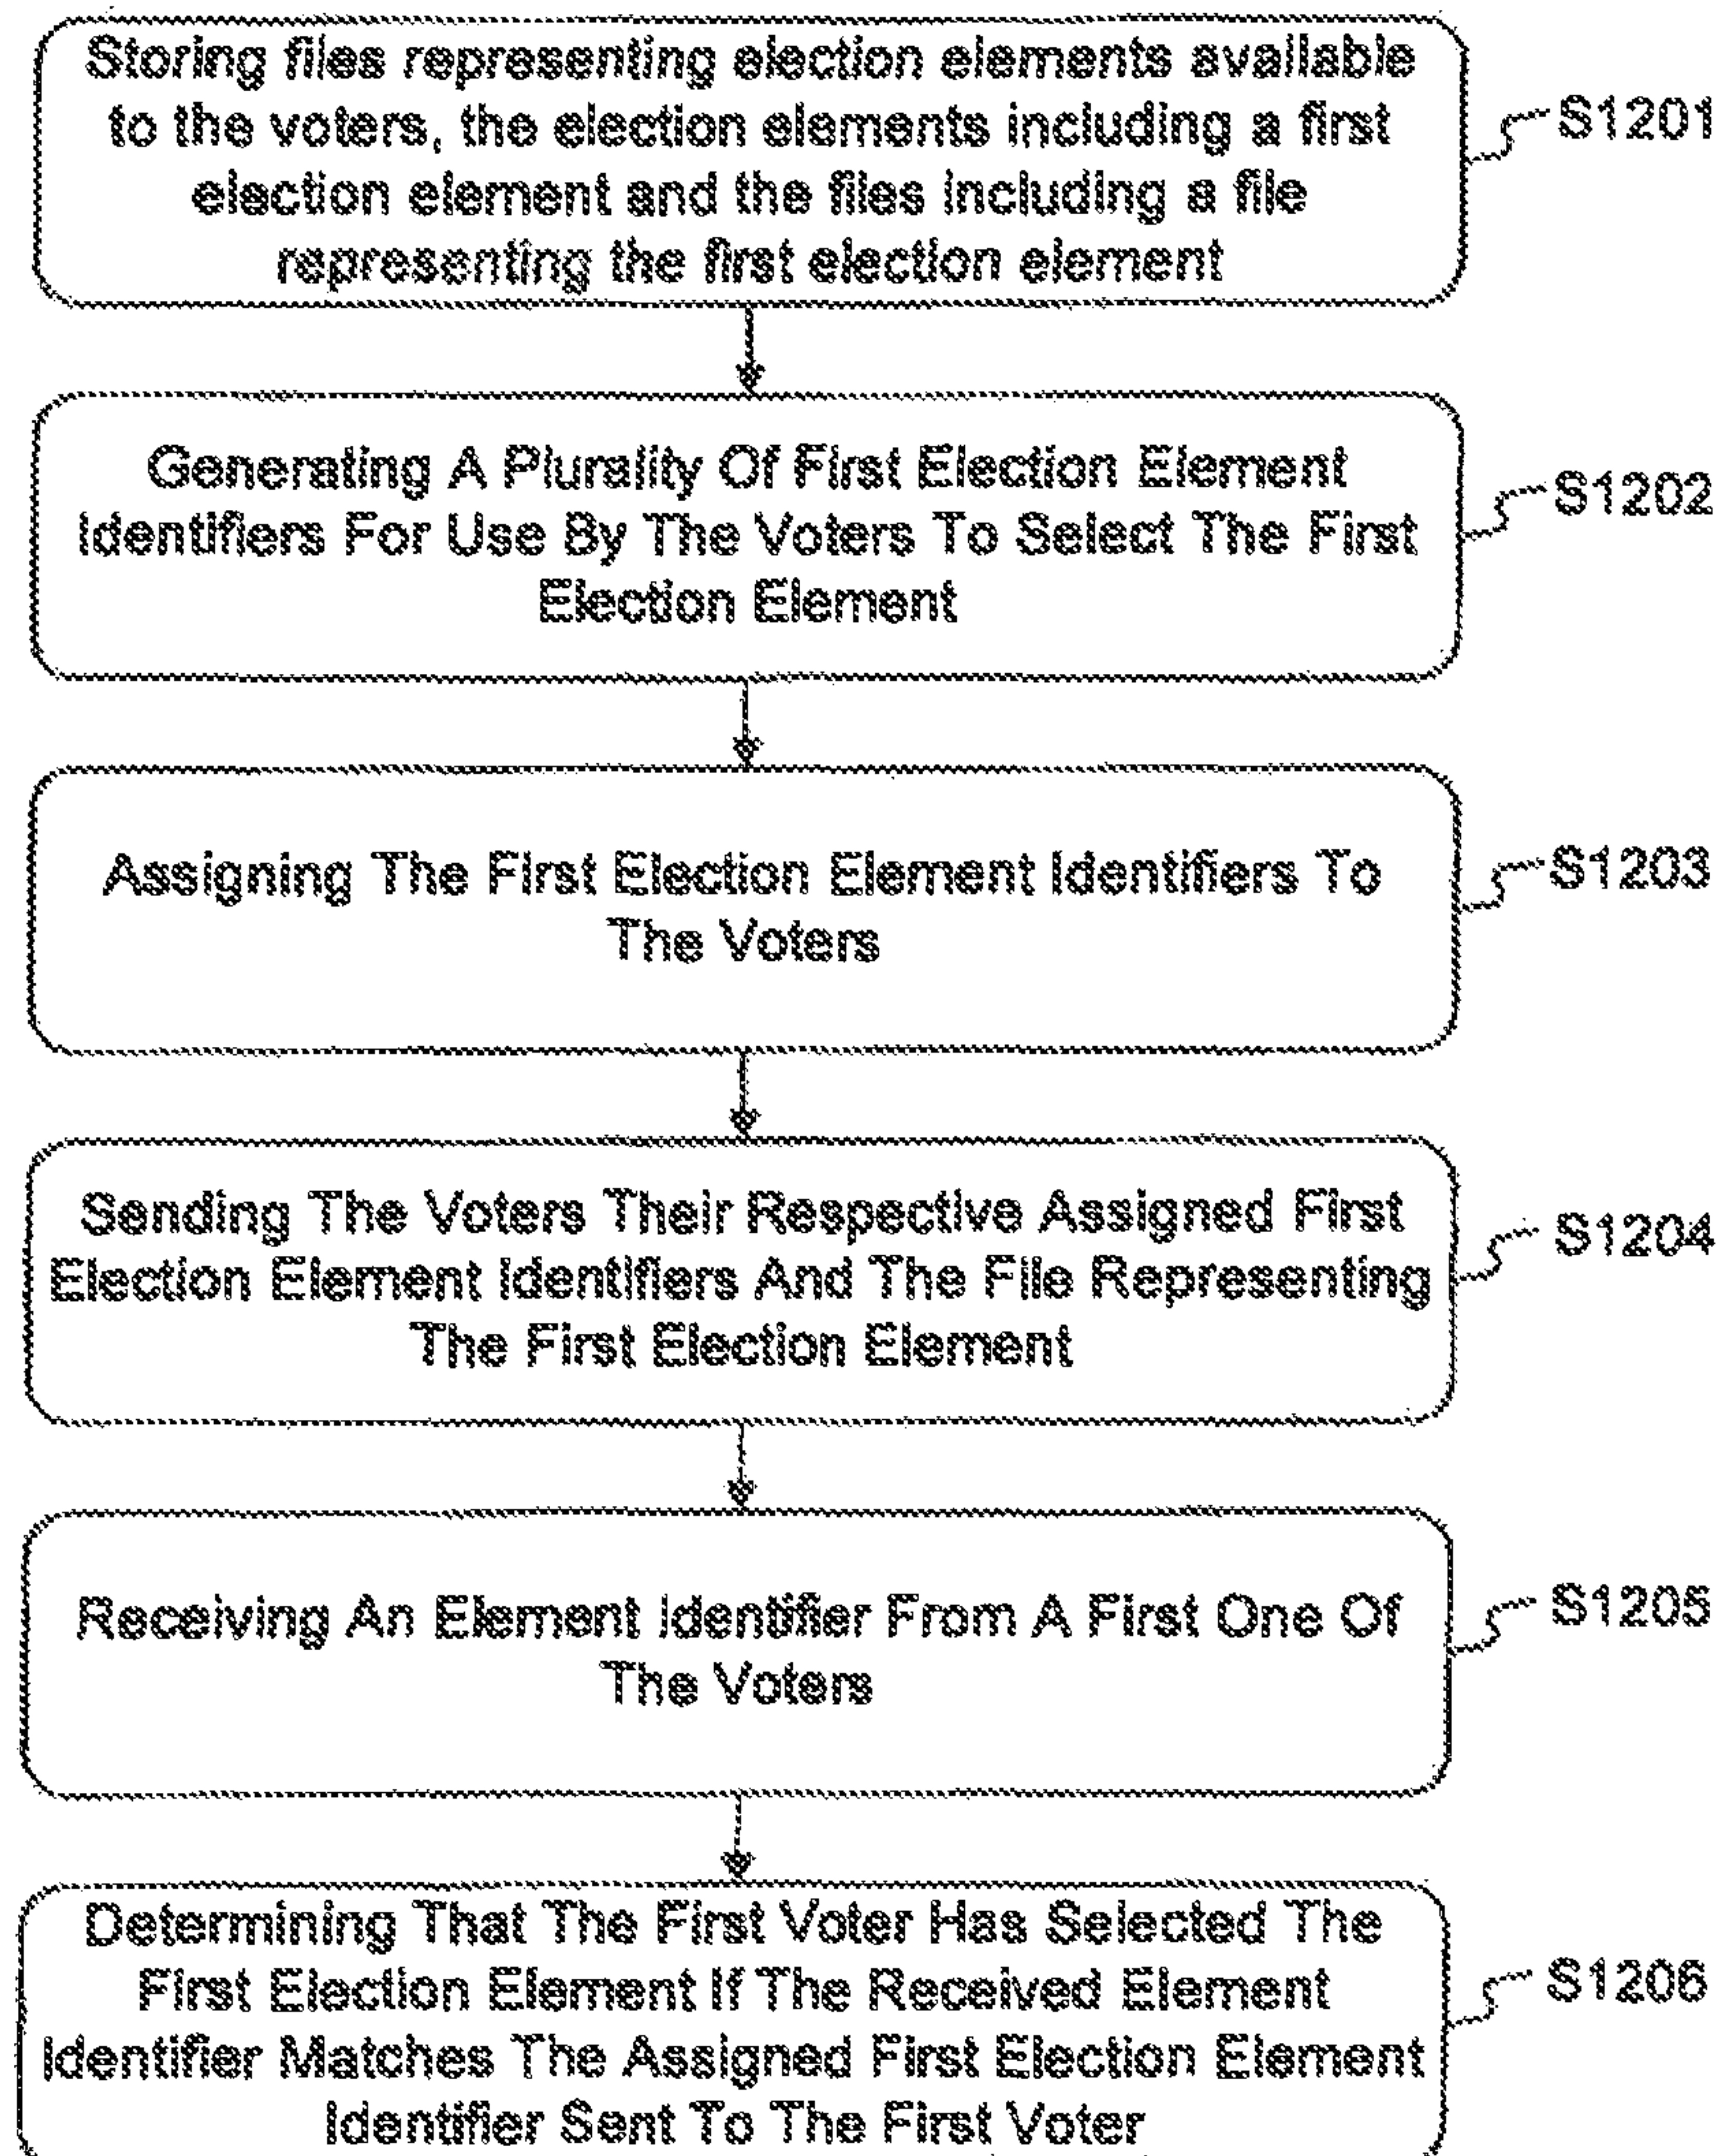 Storing files representing election elements available
to the voters, the election elements including a first
election element and the files including a file
representing the first election element
S1201
Generating A Plurality Of First Election Element
Identifiers For Use By The Voters To Select The First
Election Element
S1202
Assigning The First Election Element Identifiers To
The Voters
S1203
Sending The Voters Their Respective Assigned First
Election Element Identifiers And The File Representing
The First Election Element
S1204
Receiving An Element Identifier From A First One Of
The Voters
S1205
Determining That The First Voter Has Selected The
First Election Element If The Received Element
Identifier Matches The Assigned First Election Element
Identifier Sent To The First Voter
S1206